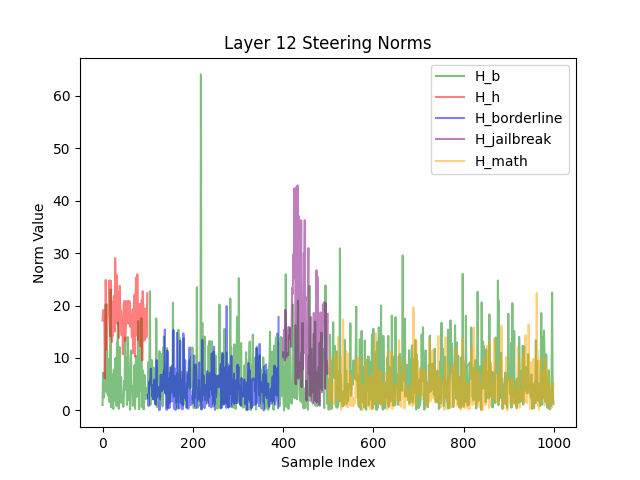 Layer 12 Steering Norms
Norm Value
60
50
40
30
20
10
0
H_b
H_h
H_borderline
H_jailbreak
H_math
0 200 400 600 800 1000
Sample Index